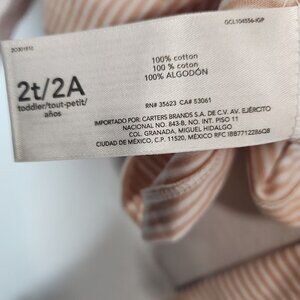 2O301510
GCL104556-IGP
2t/2A
toddler/tout-petit/
años
100% cotton
100 % coton
100% ALGODÓN
RN# 35623 CA# 53061
IMPORTADO POR: CARTERS BRANDS S.A. DE C.V. AV. EJÉRCITO
NACIONAL NO. 843-B, NO. INT. PISO 11
COL. GRANADA, MIGUEL HIDALGO
CIUDAD DE MÉXICO, C.P. 11520, MÉXICO RFC IBB7712286Q8